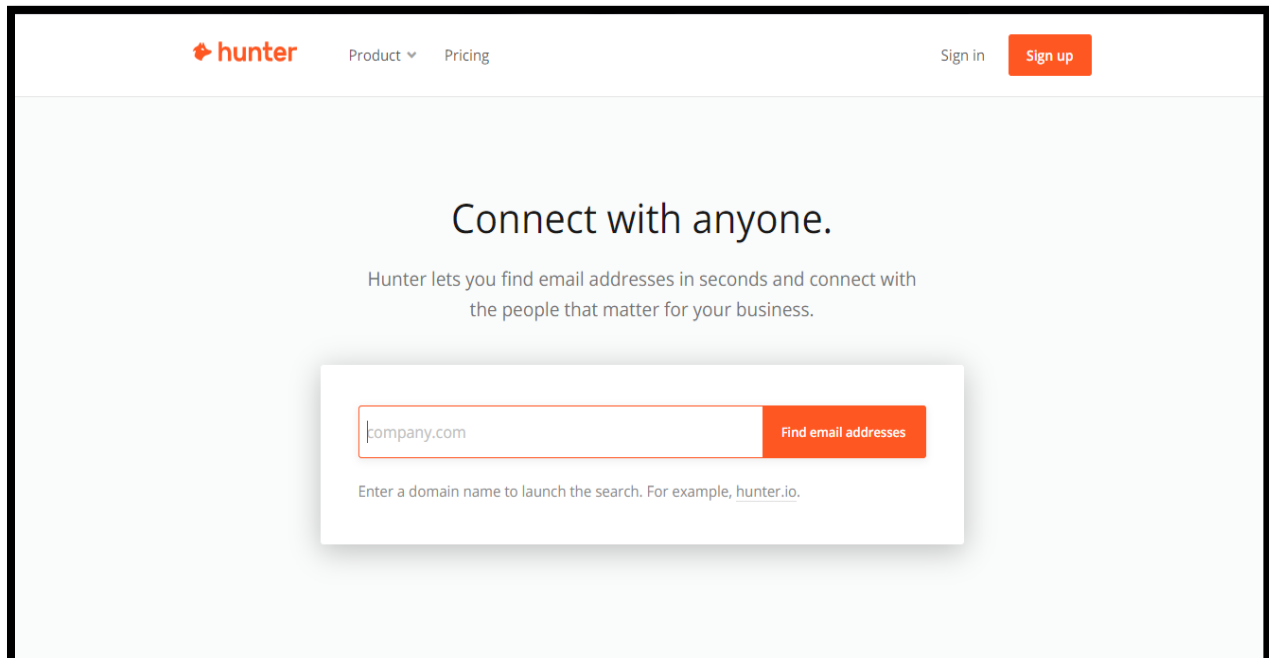 hunter Product Pricing Sign in Sign up
Connect with anyone.
Hunter lets you find email addresses in seconds and connect with
the people that matter for your business.
company.com Find email addresses
Enter a domain name to launch the search. For example, hunter.io.